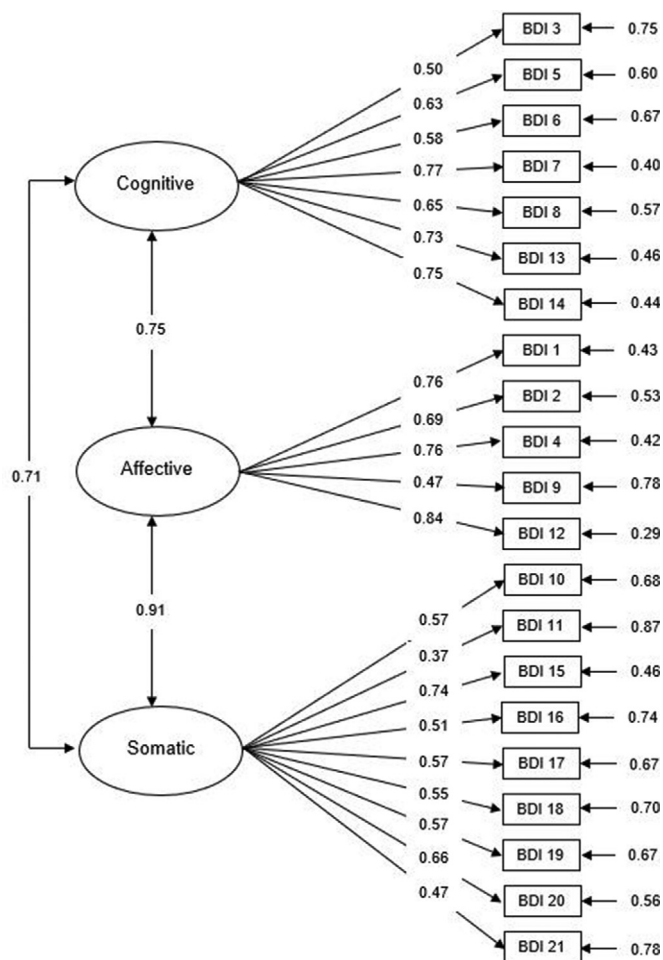 BDI 3
0.75
0.50
BDI 5
0.60
0.63
BDI 6
0.67
0.58
BDI 7
0.40
0.77
Cognitive
BDI 8
0.57
0.65
BDI 13
0.46
0.73
BDI 14
0.44
0.75
0.75
BDI 1
0.43
0.76
BDI 2
0.53
0.69
BDI 4
0.42
0.76
Affective
0.71
BDI 9
0.78
0.47
BDI 12
0.29
0.84
BDI 10
0.68
0.91
0.57
BDI 11
0.87
0.37
BDI 15
0.46
0.74
BDI 16
0.74
0.51
Somatic
BDI 17
0.67
0.57
BDI 18
0.70
0.55
BDI 19
0.67
0.57
BDI 20
0.56
0.66
BDI 21
0.78
0.47